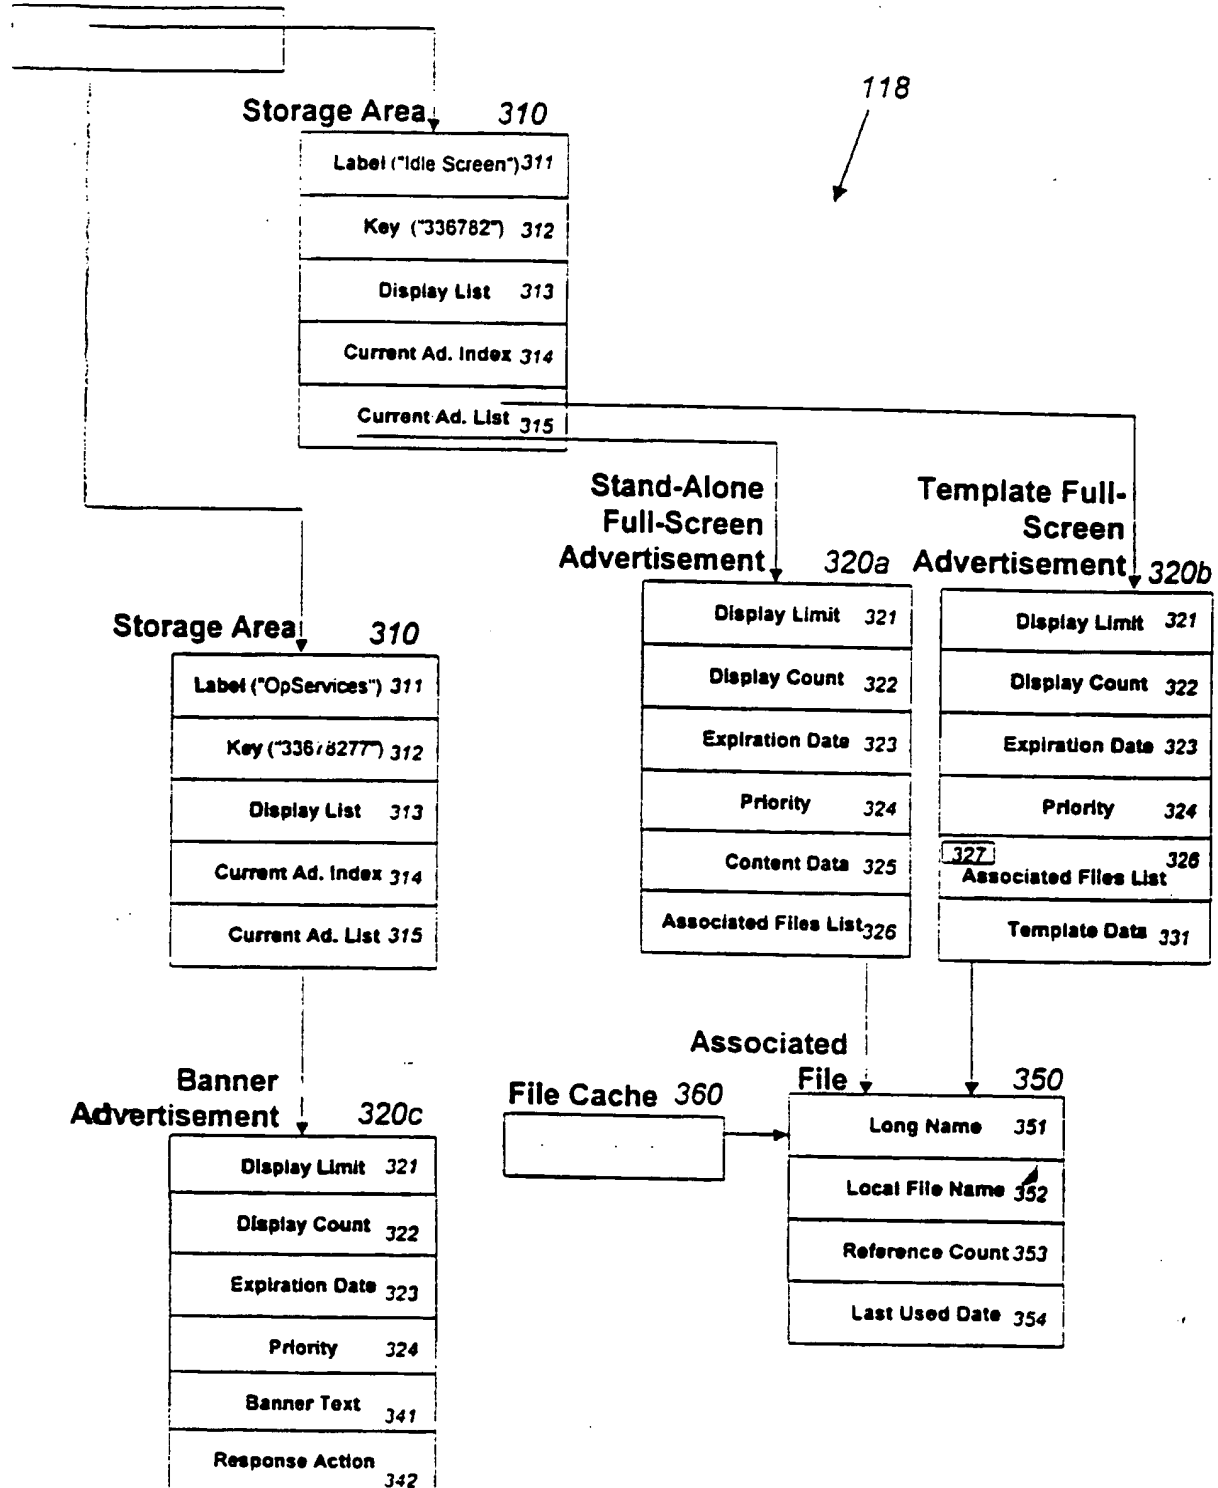 118
Storage Area 310
Label ("Idle Screen") 311
Key ("336782") 312
Display List 313
Current Ad. Index 314
Current Ad. List 315
Stand-Alone
Full-Screen
Advertisement 320a
Template Full-
Screen
Advertisement 320b
Display Limit 321
Display Count 322
Expiration Date 323
Priority 324
Content Data 325
Associated Files List 326
Display Limit 321
Display Count 322
Expiration Date 323
Priority 324
327 326
Associated Files List
Template Data 331
Storage Area 310
Label ("OpServices") 311
Key ("33678277") 312
Display List 313
Current Ad. Index 314
Current Ad. List 315
Banner
Advertisement 320c
Display Limit 321
Display Count 322
Expiration Date 323
Priority 324
Banner Text 341
Response Action
342
File Cache 360
Associated
File 350
Long Name 351
Local File Name 352
Reference Count 353
Last Used Date 354